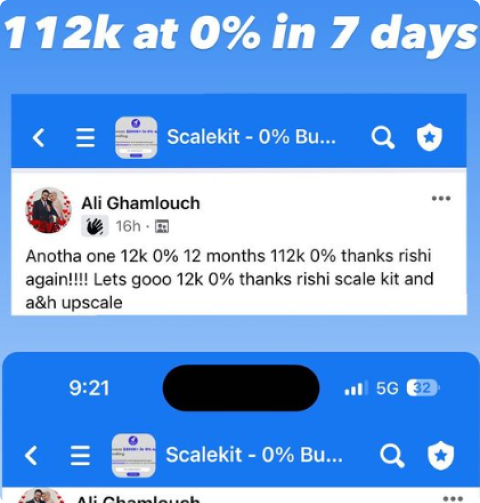 112k at 0% in 7 days
Scalekit - 0% Bu...
Ali Ghamlouch
16h ·
Anotha one 12k 0% 12 months 112k 0% thanks rishi
again!!!! Lets gooo 12k 0% thanks rishi scale kit and
a&h upscale
9:21
5G 32
Scalekit - 0% Bu...
Ali Ghamlouch